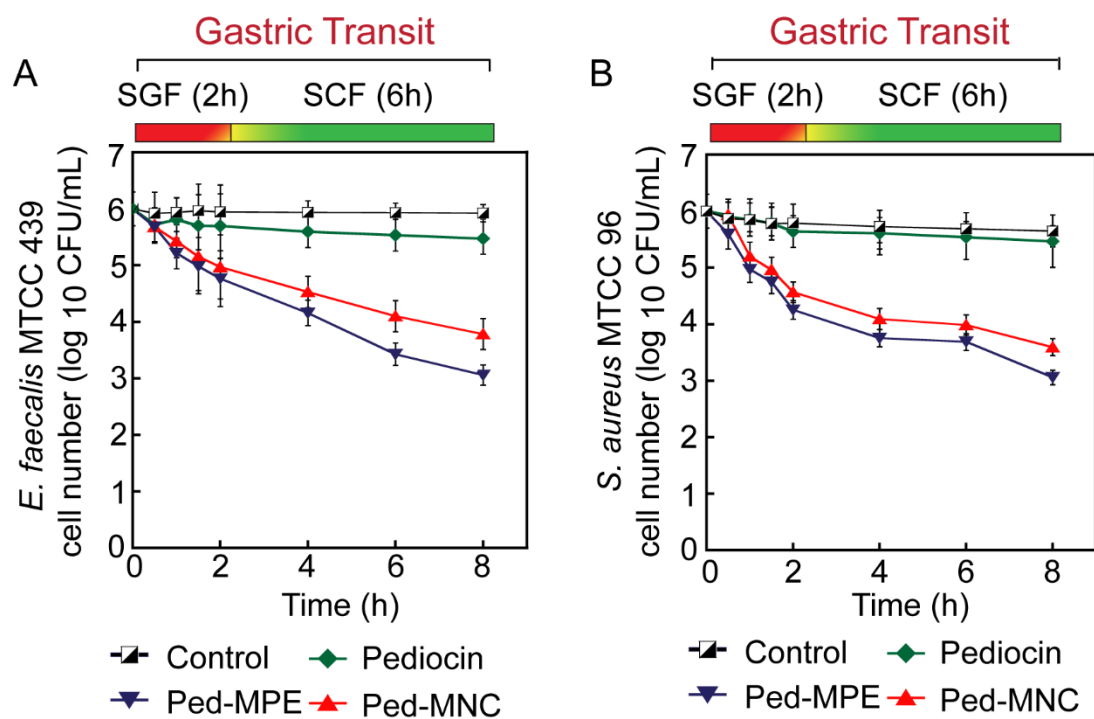 Gastric Transit
A
SGF (2h) SCF (6h)
7
6
5
4
3
2
1
0
E. faecalis MTCC 439
cell number (log 10 CFU/mL)
0 2 4 6 8
Time (h)
Control Pediocin
Ped-MPE Ped-MNC
Gastric Transit
B
SGF (2h) SCF (6h)
7
6
5
4
3
2
1
0
S. aureus MTCC 96
cell number (log 10 CFU/mL)
0 2 4 6 8
Time (h)
Control Pediocin
Ped-MPE Ped-MNC